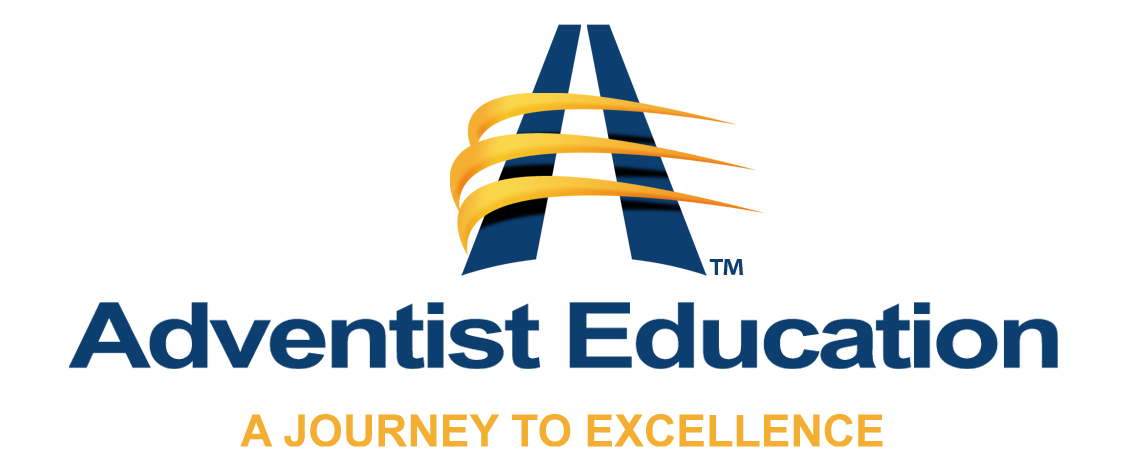 TM
Adventist Education
A JOURNEY TO EXCELLENCE